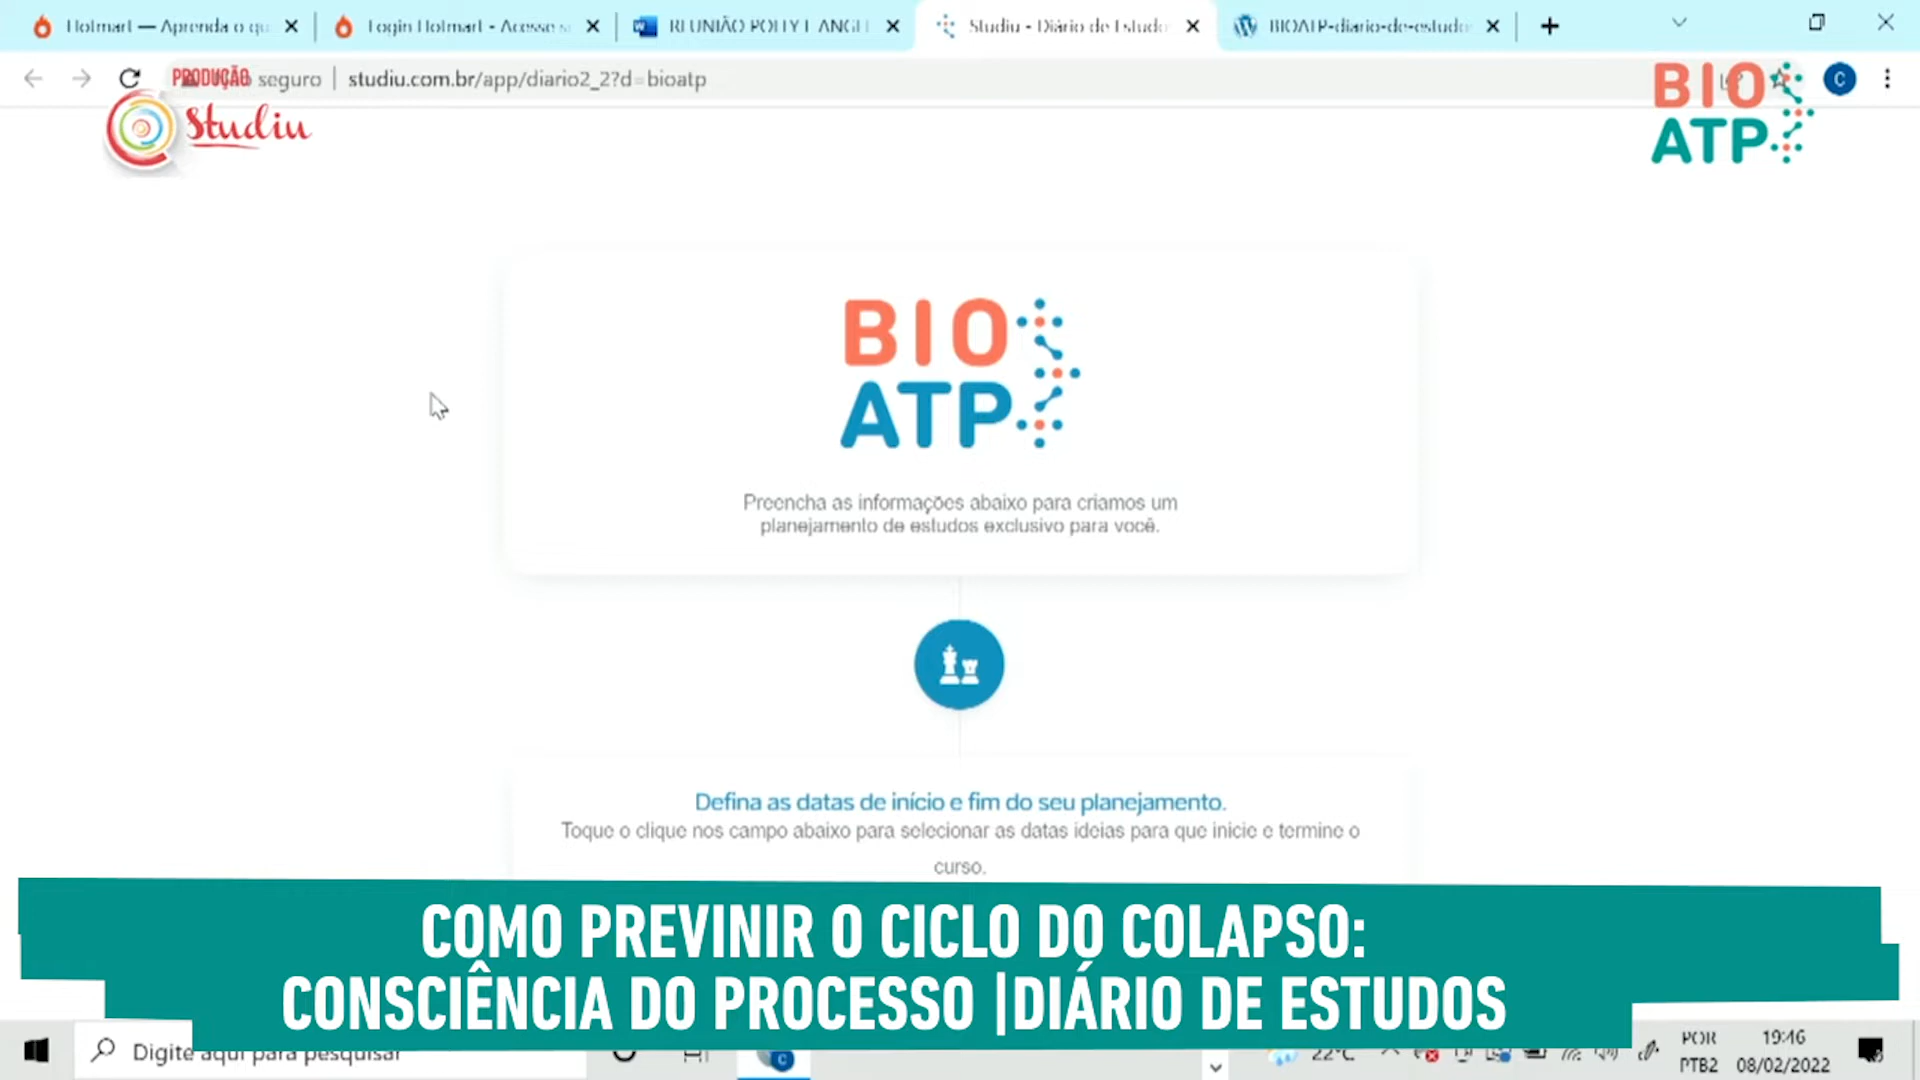 Hotmart — Aprenda o qu
Login Hotmart - Acesse s
REUNIÃO POLLY E ANGEL
Studiu - Diário de Estudo
BIOATP-diario-de-estudo
PRODUÇÃO
seguro
studiu.com.br/app/diario2_2?d=bioatp
C
Studiu
BIO
ATP
BIO
ATP
Preencha as informações abaixo para criamos um
planejamento de estudos exclusivo para você.
Defina as datas de início e fim do seu planejamento.
Toque o clique nos campo abaixo para selecionar as datas ideias para que inicie e termine o
curso.
COMO PREVINIR O CICLO DO COLAPSO:
CONSCIÊNCIA DO PROCESSO |DIÁRIO DE ESTUDOS
Digite aqui para pesquisar
C
22°C
POR
PTB2
19:46
08/02/2022